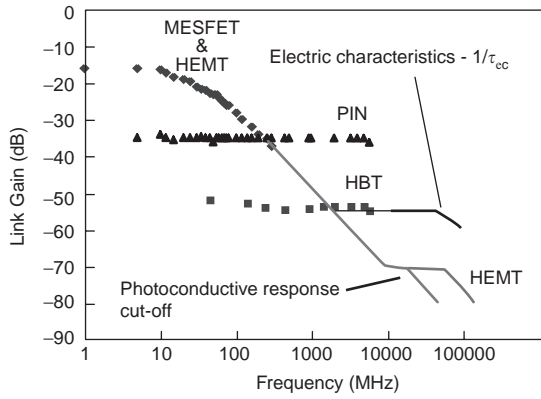 −0
−10
−20
−30
−40
−50
−60
−70
−80
−90
Link Gain (dB)
MESFET
&
HEMT
Electric characteristics - 1/τec
PIN
HBT
HEMT
Photoconductive response
cut-off
1
10
100
1000
10000
100000
Frequency (MHz)